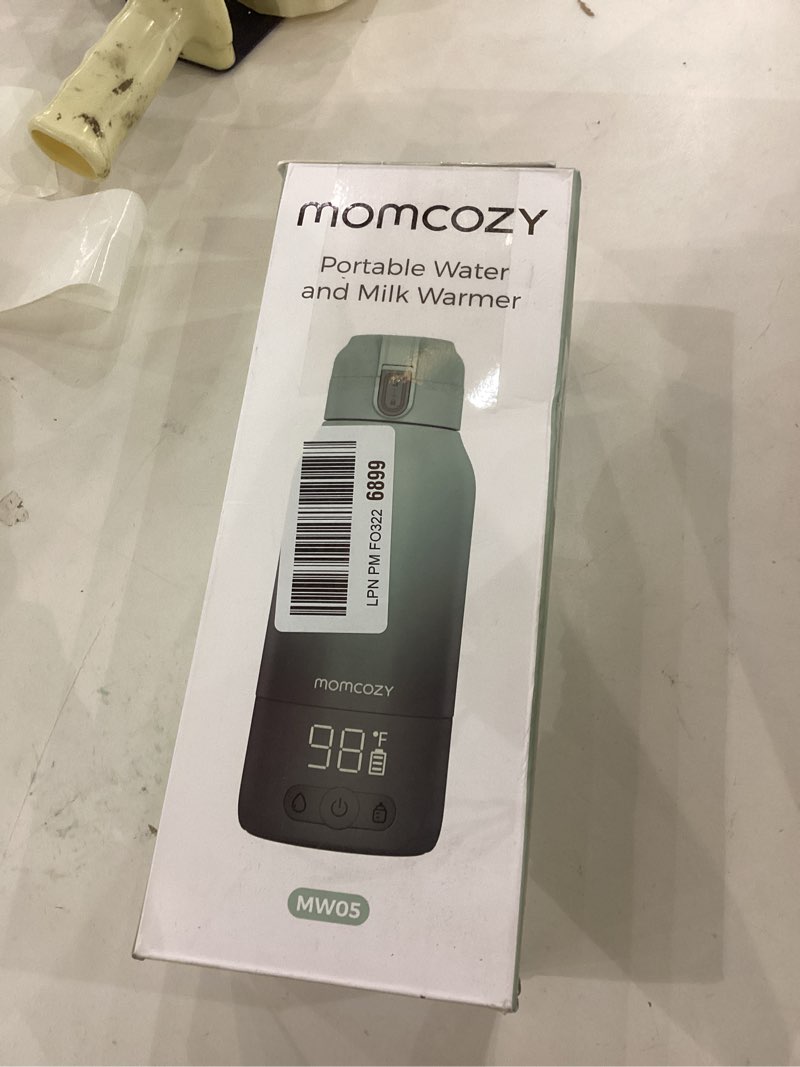 momcozy
Portable Water
and Milk Warmer
LPN PM FO322 6899
momcozy
98°F
MW05